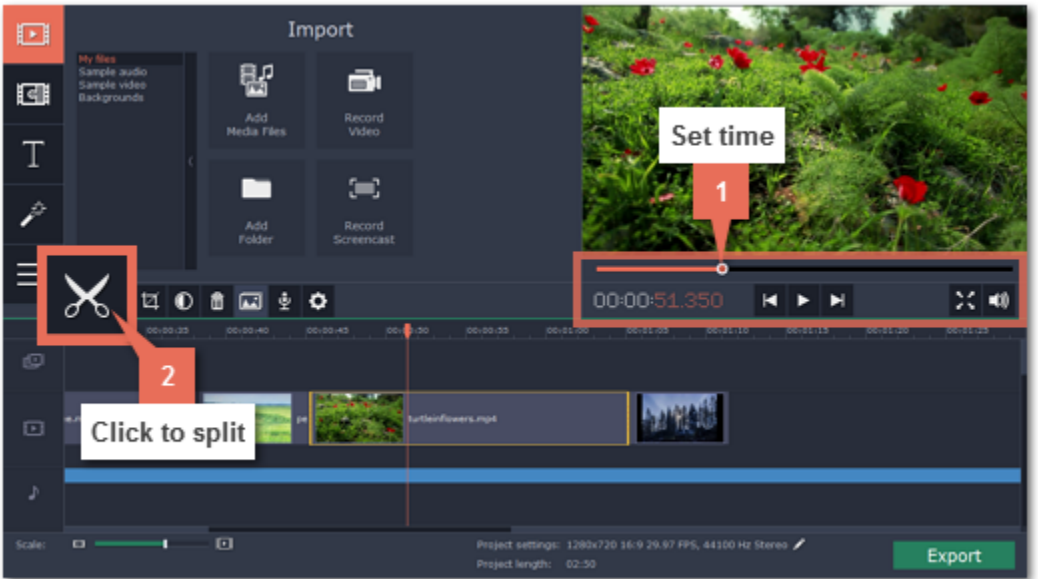 Import
My files
Sample audio
Sample video
Backgrounds
Add
Media Files
Record
Video
Add
Folder
Record
Screencast
T
Set time
1
00:00:51.350
00:00:35 00:00:40 00:00:45 00:00:50 00:00:55 00:01:00 00:01:05 00:01:10 00:01:15 00:01:20 00:01:25
2
Click to split
pe
turtleinflowers.mp4
Scale:
Project settings: 1280x720 16:9 29.97 FPS, 44100 Hz Stereo
Project length: 02:50
Export